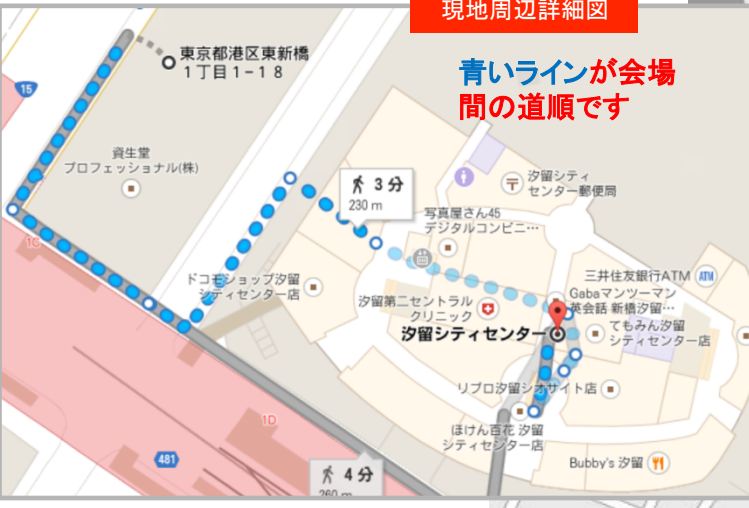 現地周辺詳細図
青いラインが会場
間の道順です
東京都港区東新橋
1丁目1-18
15
資生堂
プロフェッショナル(株)
3 分
230 m
汐留シティ
センター郵便局
写真屋さん45
デジタルコンビニ…
1C
ドコモショップ汐留
シティセンター店
三井住友銀行ATM
ATM
汐留第二セントラル
クリニック
Gabaマンツーマン
英会話 新橋汐留…
汐留シティセンター
てもみん汐留
シティセンター店
リブロ汐留シオサイト店
1D
ほけん百花 汐留
シティセンター店
481
Bubby's 汐留
4 分
260 m